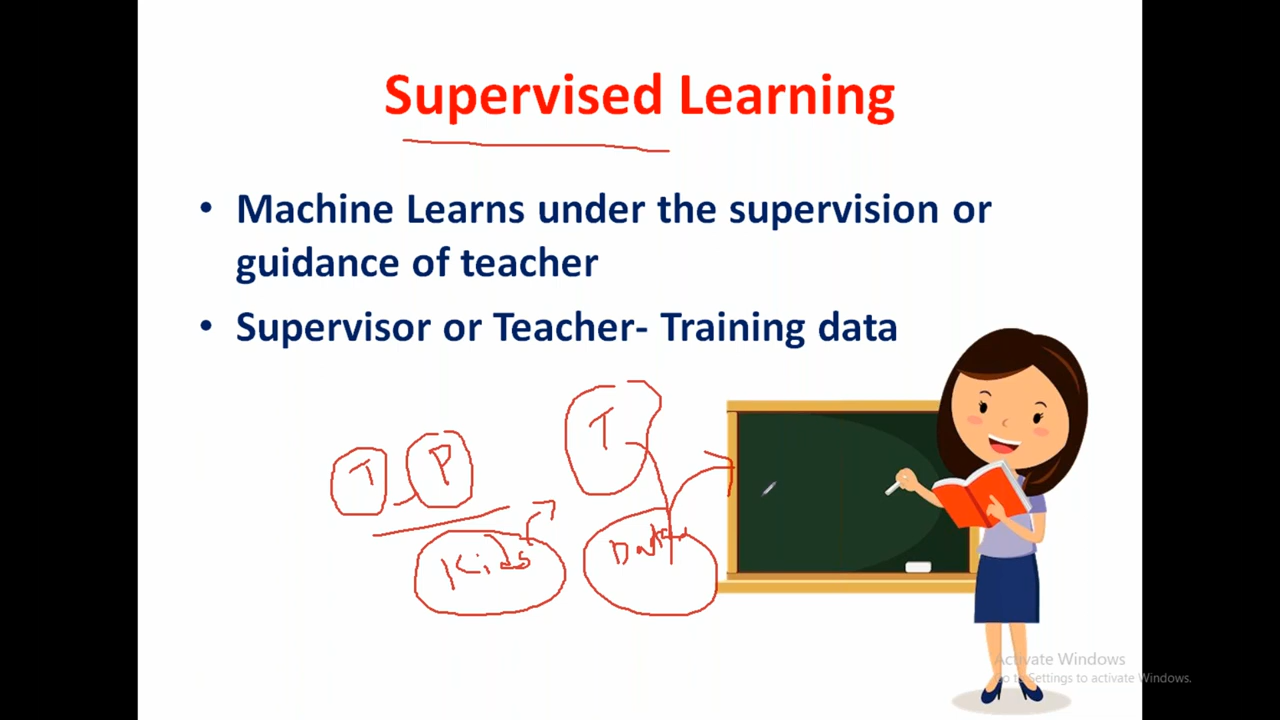 Supervised Learning
• Machine Learns under the supervision or
guidance of teacher
• Supervisor or Teacher- Training data
T
T P
Kids
Activate Windows
Go to Settings to activate Windows.